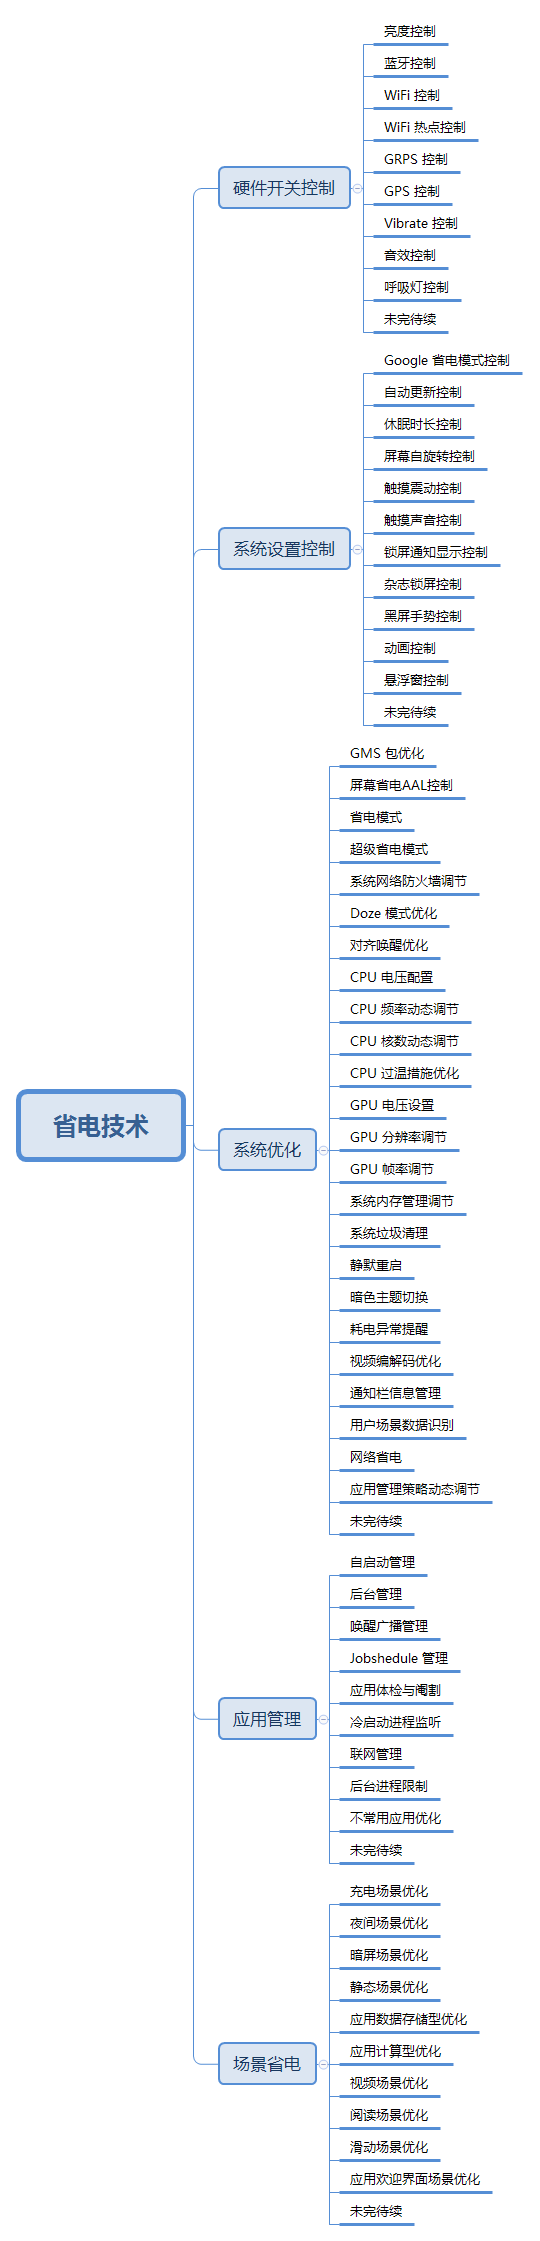 省电技术
硬件开关控制
亮度控制
蓝牙控制
WiFi 控制
WiFi 热点控制
GRPS 控制
GPS 控制
Vibrate 控制
音效控制
呼吸灯控制
未完待续
系统设置控制
Google 省电模式控制
自动更新控制
休眠时长控制
屏幕自旋转控制
触摸震动控制
触摸声音控制
锁屏通知显示控制
杂志锁屏控制
黑屏手势控制
动画控制
悬浮窗控制
未完待续
系统优化
GMS 包优化
屏幕省电AAL控制
省电模式
超级省电模式
系统网络防火墙调节
Doze 模式优化
对齐唤醒优化
CPU 电压配置
CPU 频率动态调节
CPU 核数动态调节
CPU 过温措施优化
GPU 电压设置
GPU 分辨率调节
GPU 帧率调节
系统内存管理调节
系统垃圾清理
静默重启
暗色主题切换
耗电异常提醒
视频编解码优化
通知栏信息管理
用户场景数据识别
网络省电
应用管理策略动态调节
未完待续
应用管理
自启动管理
后台管理
唤醒广播管理
Jobshedule 管理
应用体检与阉割
冷启动进程监听
联网管理
后台进程限制
不常用应用优化
未完待续
场景省电
充电场景优化
夜间场景优化
暗屏场景优化
静态场景优化
应用数据存储型优化
应用计算型优化
视频场景优化
阅读场景优化
滑动场景优化
应用欢迎界面场景优化
未完待续